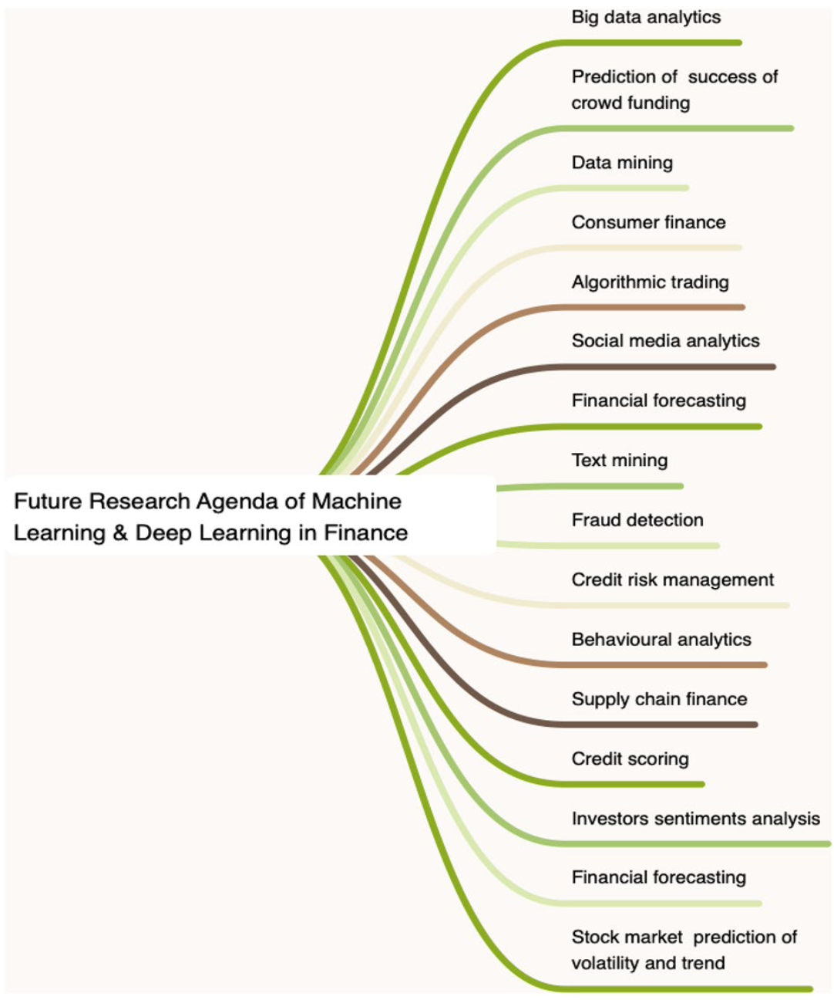 Big data analytics
Prediction of  success of
crowd funding
Data mining
Consumer finance
Algorithmic trading
Social media analytics
Financial forecasting
Text mining
Future Research Agenda of Machine
Learning & Deep Learning in Finance
Fraud detection
Credit risk management
Behavioural analytics
Supply chain finance
Credit scoring
Investors sentiments analysis
Financial forecasting
Stock market  prediction of
volatility and trend